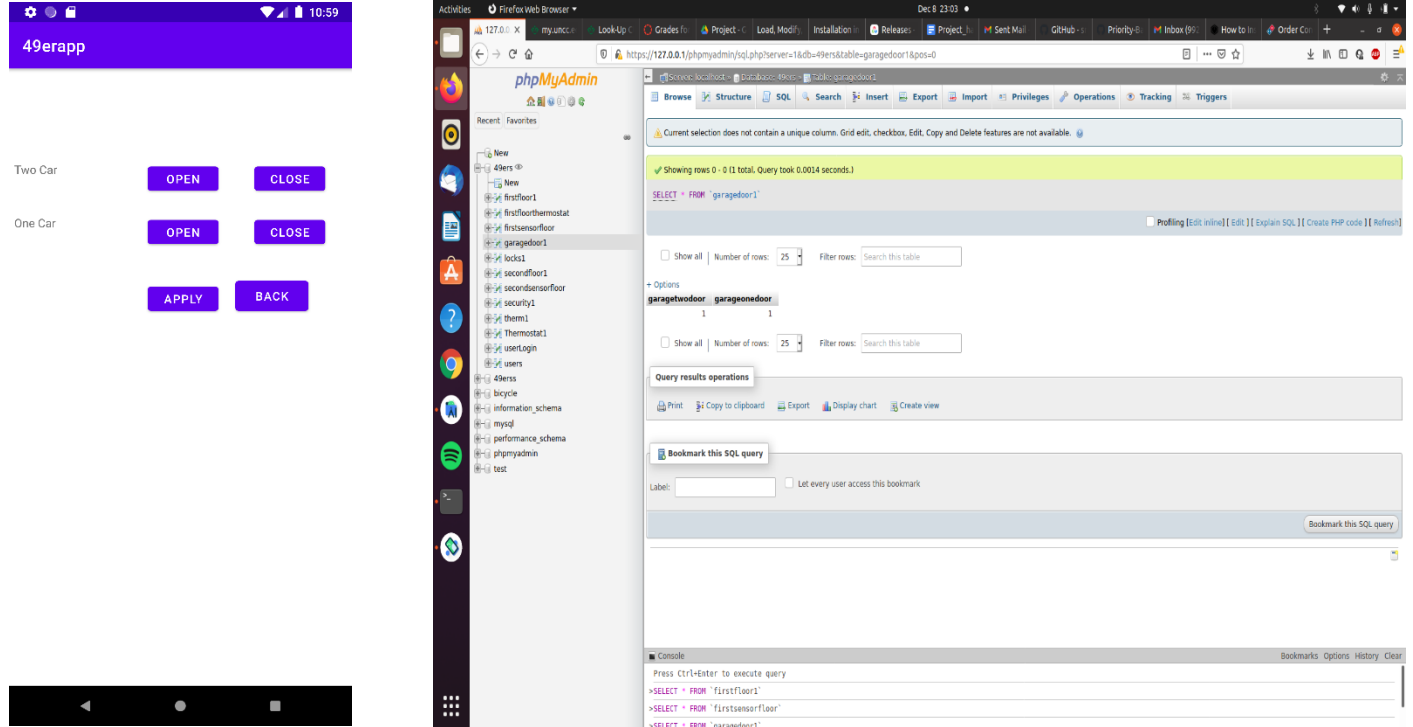 10:59
49erapp
Two Car
OPEN
CLOSE
One Car
OPEN
CLOSE
APPLY
BACK
Activities
Firefox Web Browser
Dec 8 23:03
127.0.0
my.uncc.e
Look-Up C
Grades fo
Project - C
Load, Modify,
Installation in
Releases
Project_h
Sent Mail
GitHub - s
Priority-B
Inbox (992
How to In
Order Con
https://127.0.0.1/phpmyadmin/sql.php?server=1&db=49ers&table=garagedoor1&pos=0
phpMyAdmin
Recent Favorites
New
49ers
New
firstfloor1
firstfloorthermostat
firstsensorfloor
garagedoor1
locks1
secondfloor1
secondsensorfloor
security1
therm1
Thermostat1
userLogin
users
49erss
bicycle
information_schema
mysql
performance_schema
phpmyadmin
test
Server: localhost » Database: 49ers » Table: garagedoor1
Browse Structure SQL Search Insert Export Import Privileges Operations Tracking Triggers
Current selection does not contain a unique column. Grid edit, checkbox, Edit, Copy and Delete features are not available.
Showing rows 0 - 0 (1 total, Query took 0.0014 seconds.)
SELECT * FROM `garagedoor1`
Profiling [Edit inline] [ Edit ] [ Explain SQL ] [ Create PHP code ] [ Refresh]
Show all | Number of rows: 25 Filter rows: Search this table
+ Options
garagetwodoor garageonedoor
1 1
Show all | Number of rows: 25 Filter rows: Search this table
Query results operations
Print Copy to clipboard Export Display chart Create view
Bookmark this SQL query
Label: Let every user access this bookmark
Bookmark this SQL query
Console
Bookmarks Options History Clear
Press Ctrl+Enter to execute query
>SELECT * FROM `firstfloor1`
>SELECT * FROM `firstsensorfloor`
>SELECT * FROM `garagedoor1`